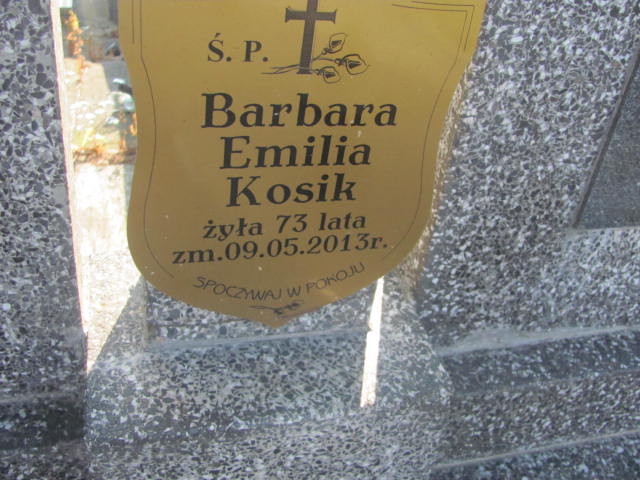 Ś. P.
Barbara
Emilia
Kosik
żyła 73 lata
zm.09.05.2013r.
SPOCZYWAJ W POKOJU